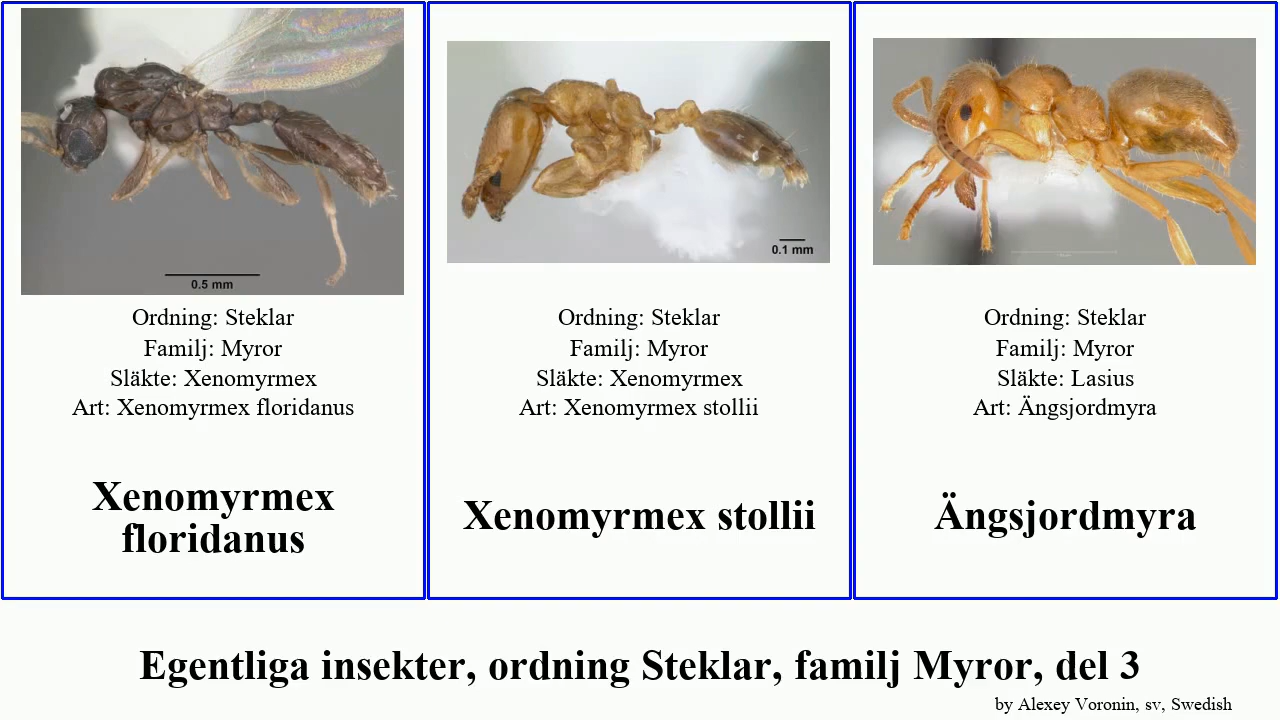 0.5 mm
Ordning: Steklar
Familj: Myror
Släkte: Xenomyrmex
Art: Xenomyrmex floridanus
Xenomyrmex
floridanus
0.1 mm
Ordning: Steklar
Familj: Myror
Släkte: Xenomyrmex
Art: Xenomyrmex stollii
Xenomyrmex stollii
Ordning: Steklar
Familj: Myror
Släkte: Lasius
Art: Ängsjordmyra
Ängsjordmyra
Egentliga insekter, ordning Steklar, familj Myror, del 3
by Alexey Voronin, sv, Swedish